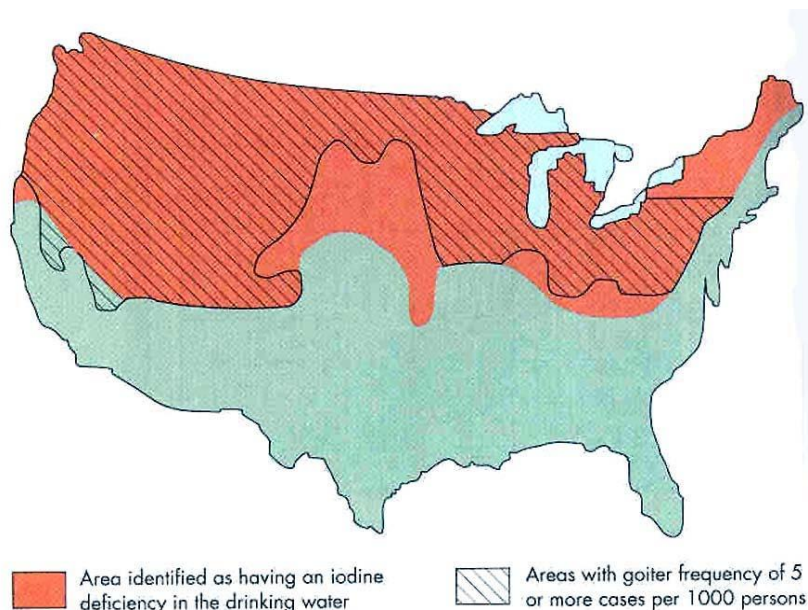 Area identified as having an iodine
deficiency in the drinking water
Areas with goiter frequency of 5
or more cases per 1000 persons